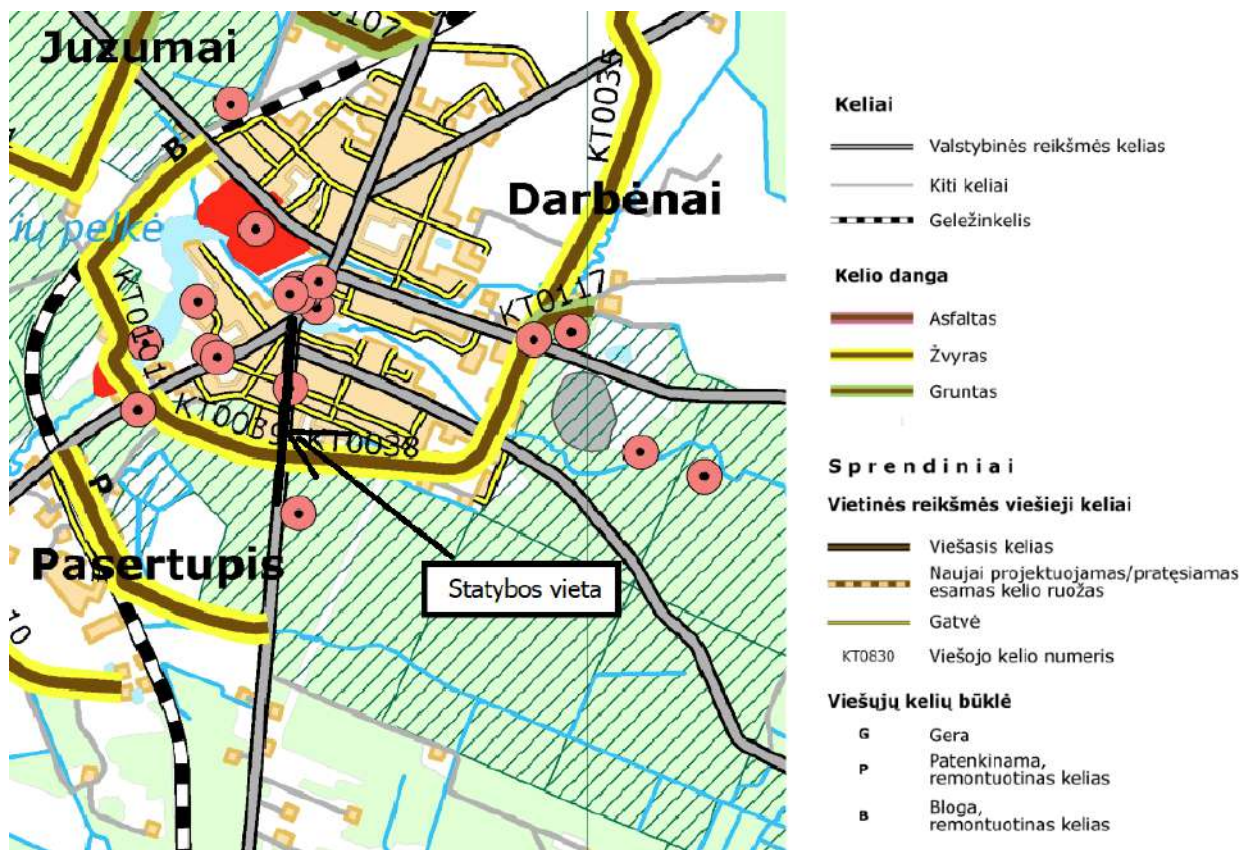 0107
Juzumai
KT0035
B
Darbėnai
ių pelkė
KT0117
KT0101
KT0039
KT0038
P
Pasertupis
Statybos vieta
10
Keliai
Valstybinės reikšmės kelias
Kiti keliai
Geležinkelis
Kelio danga
Asfaltas
Žvyras
Gruntas
Sprendiniai
Vietinės reikšmės viešieji keliai
Viešasis kelias
Naujai projektuojamas/pratęsiamas
esamas kelio ruožas
Gatvė
KT0830 Viešojo kelio numeris
Viešųjų kelių būklė
G Gera
P Patenkinama,
remontuotinas kelias
B Bloga,
remontuotinas kelias